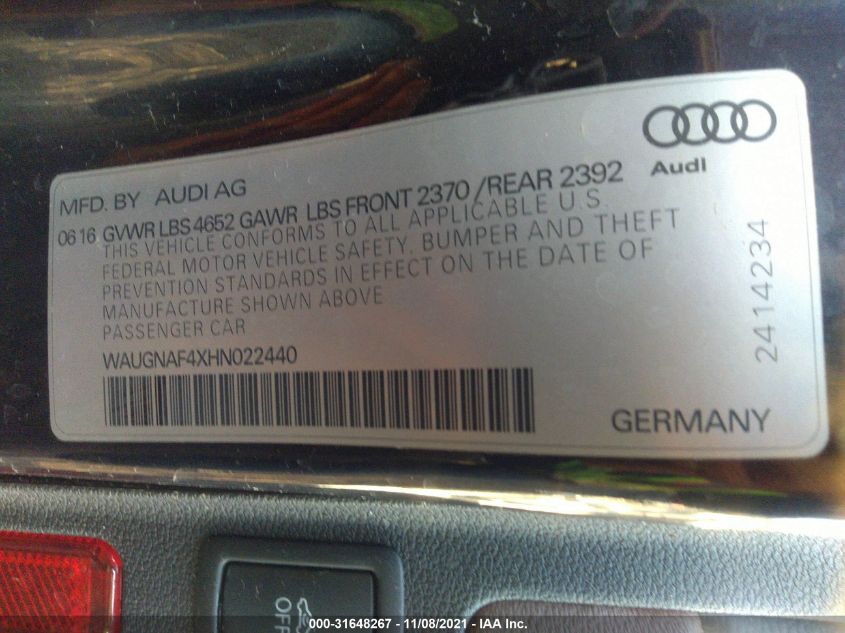 Audi
MFD. BY AUDI AG
06 16 GVWR LBS 4652 GAWR LBS FRONT 2370 /REAR 2392
THIS VEHICLE CONFORMS TO ALL APPLICABLE U.S.
FEDERAL MOTOR VEHICLE SAFETY, BUMPER AND THEFT
PREVENTION STANDARDS IN EFFECT ON THE DATE OF
MANUFACTURE SHOWN ABOVE
PASSENGER CAR
WAUGNAF4XHN022440
2414234
GERMANY
OFF
000-31648267 - 11/08/2021 - IAA Inc.